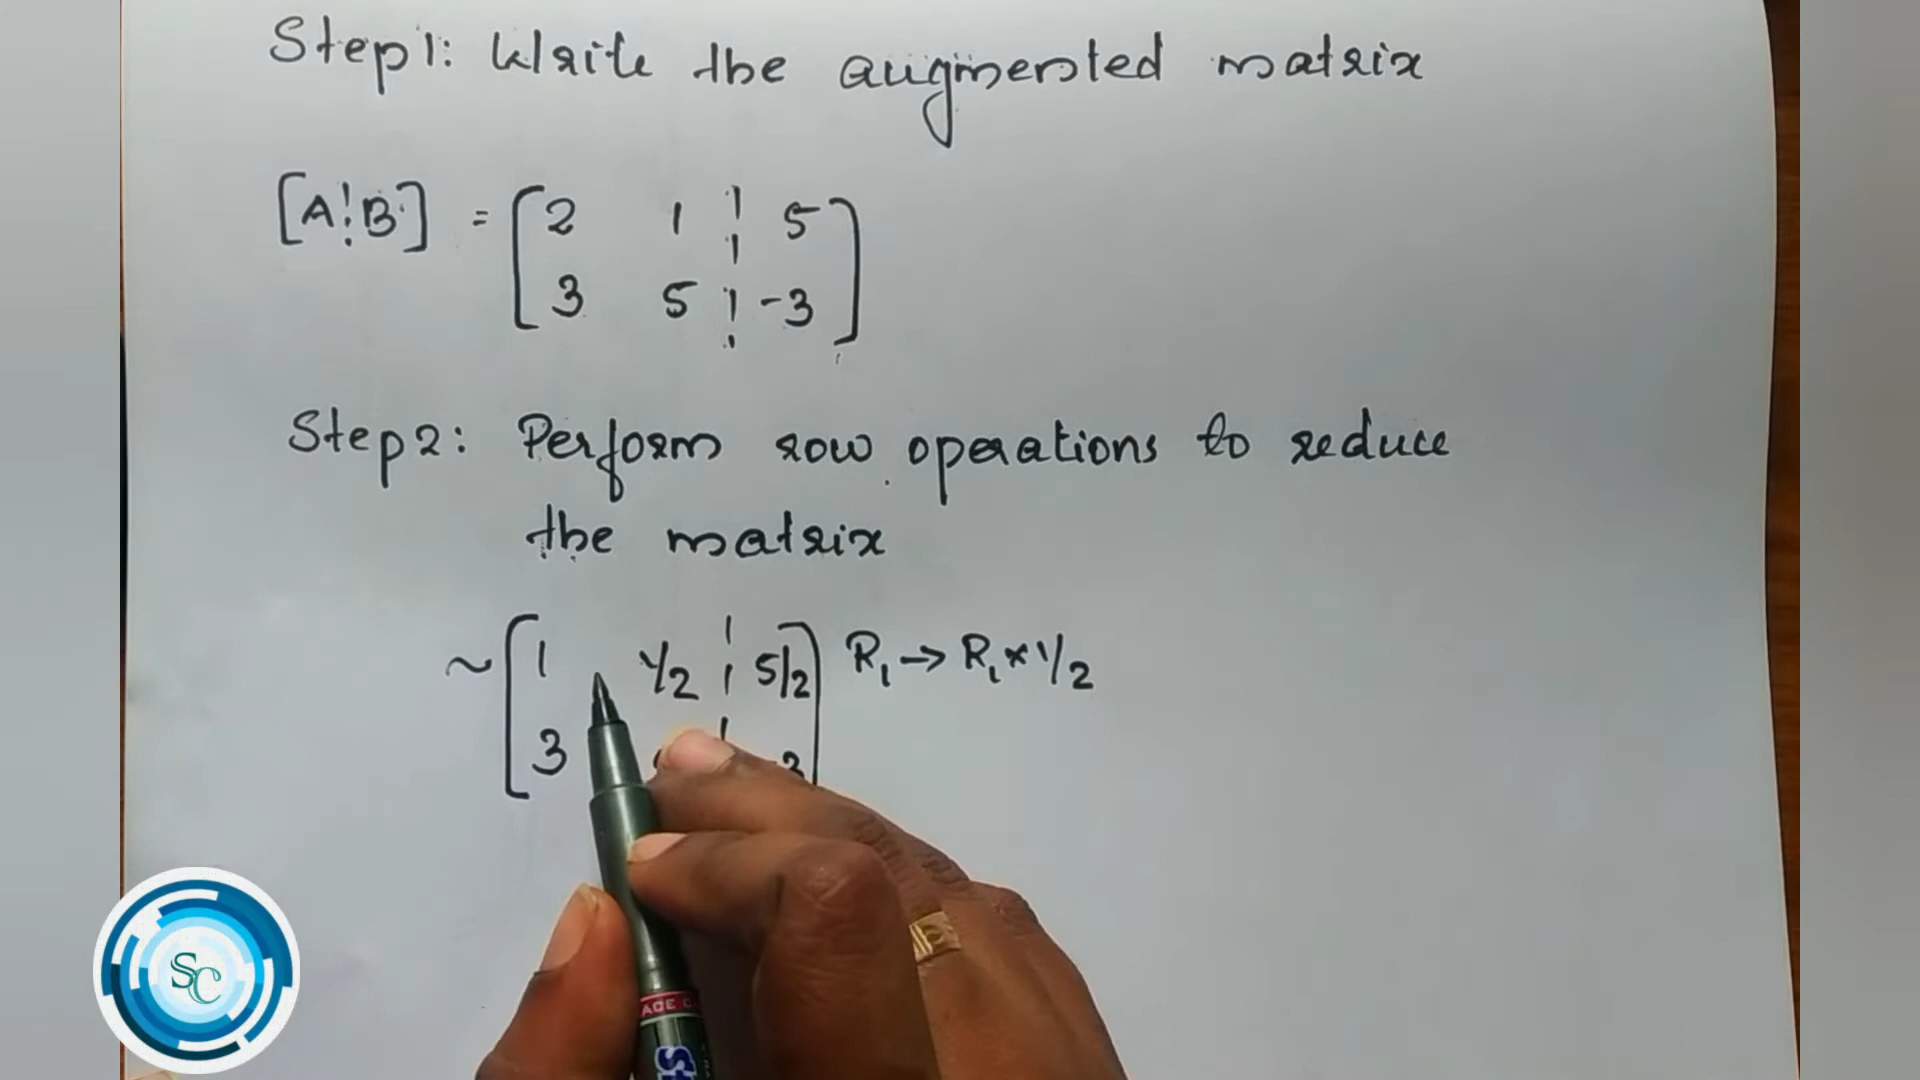 Step1: Write the augmented matrix
[A¦B] = [2 1 ¦ 5
3 5 ¦ -3]
Step2: Perform row operations to reduce
the matrix
~ [1 1/2 ¦ 5/2] R₁ → R₁ × 1/2
3
SC